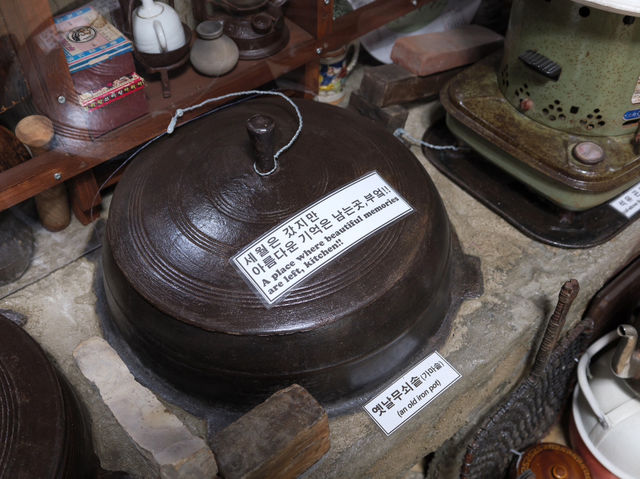 세월은 갔지만
아름다운 기억은 남는곳,부엌!!
A place where beautiful memories
are left, kitchen!!
옛날무쇠솥(가마솥)
(an old iron pot)